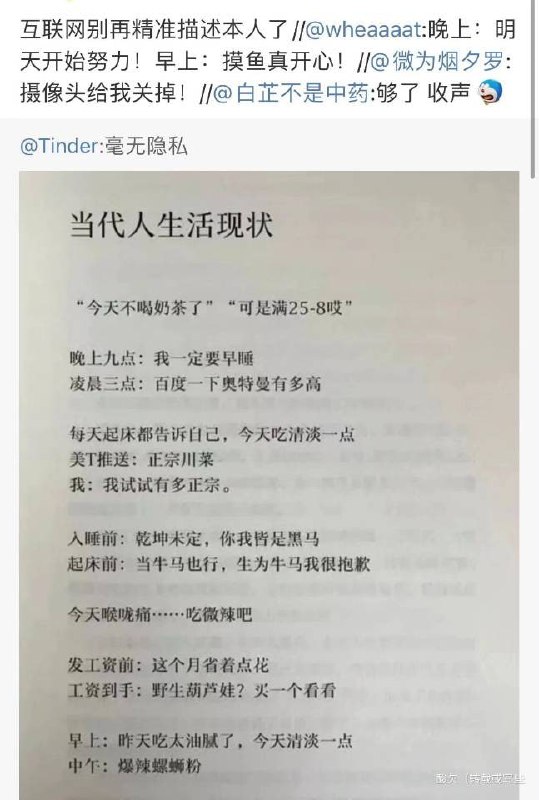 互联网别再精准描述本人了//@wheaaaat:晚上：明
天开始努力！早上：摸鱼真开心！//@微为烟夕罗:
摄像头给我关掉！//@白芷不是中药:够了 收声
@Tinder:毫无隐私
当代人生活现状
“今天不喝奶茶了”“可是满25-8哎”
晚上九点：我一定要早睡
凌晨三点：百度一下奥特曼有多高
每天起床都告诉自己，今天吃清淡一点
美T推送：正宗川菜
我：我试试有多正宗。
入睡前：乾坤未定，你我皆是黑马
起床前：当牛马也行，生为牛马我很抱歉
今天喉咙痛……吃微辣吧
发工资前：这个月省着点花
工资到手：野生葫芦娃？买一个看看
早上：昨天吃太油腻了，今天清淡一点
中午：爆辣螺蛳粉